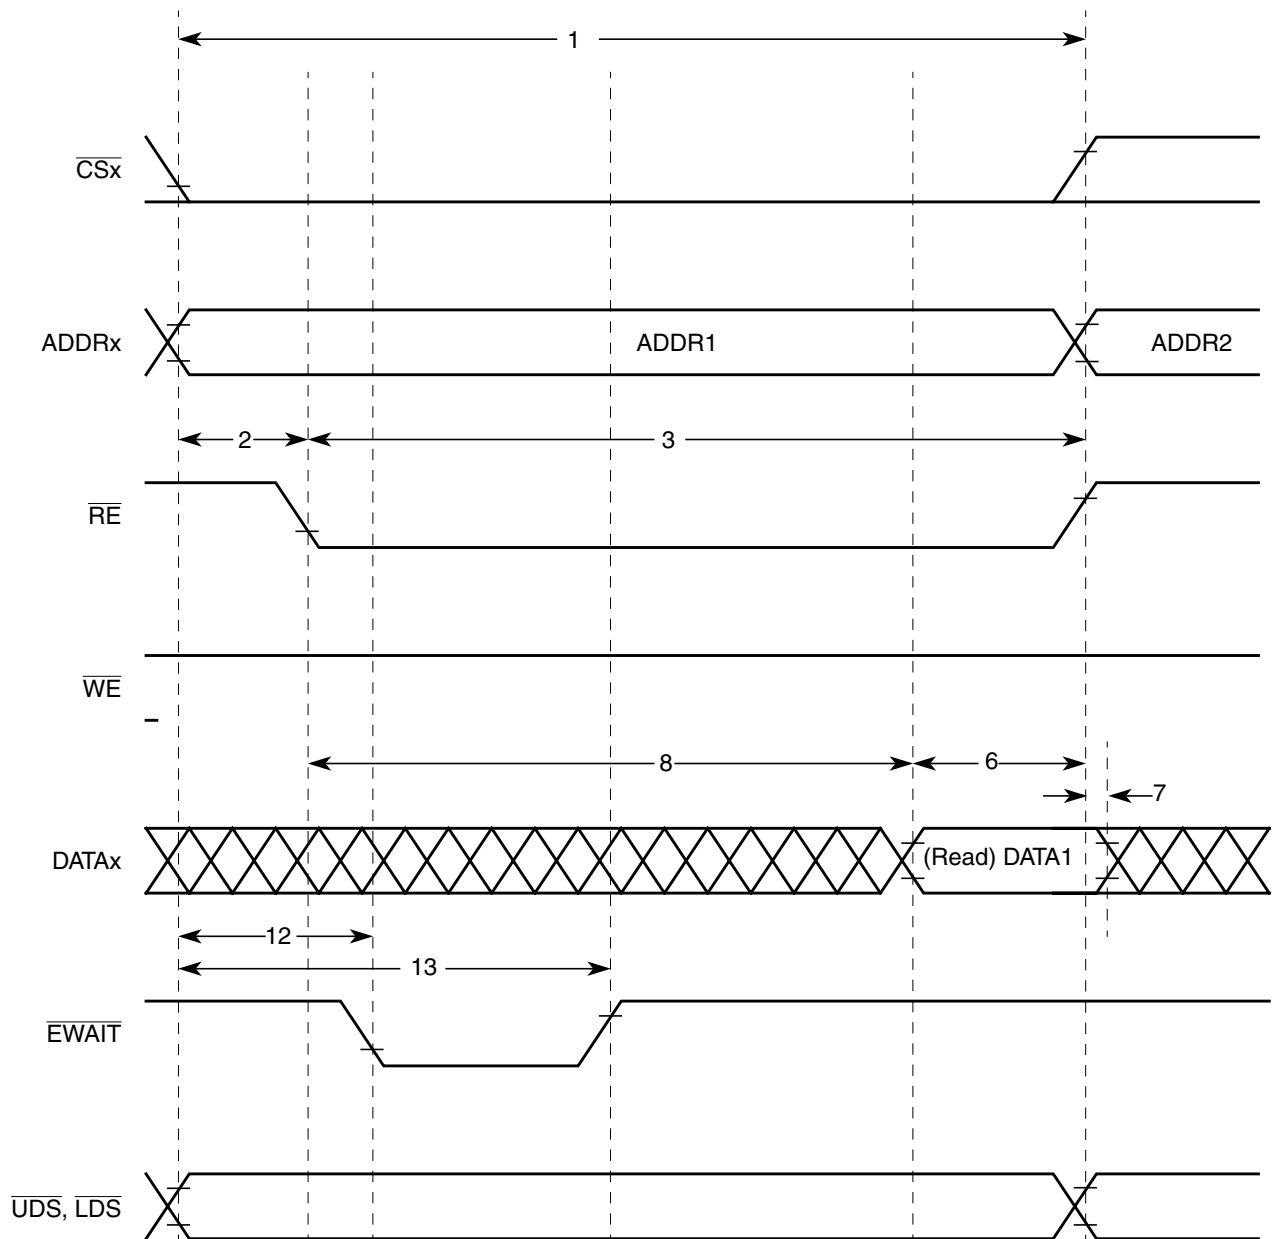 1
CSx
ADDRx ADDR1 ADDR2
2 3
RE
WE
8 6
7
DATAx (Read) DATA1
12
13
EWAIT
UDS, LDS